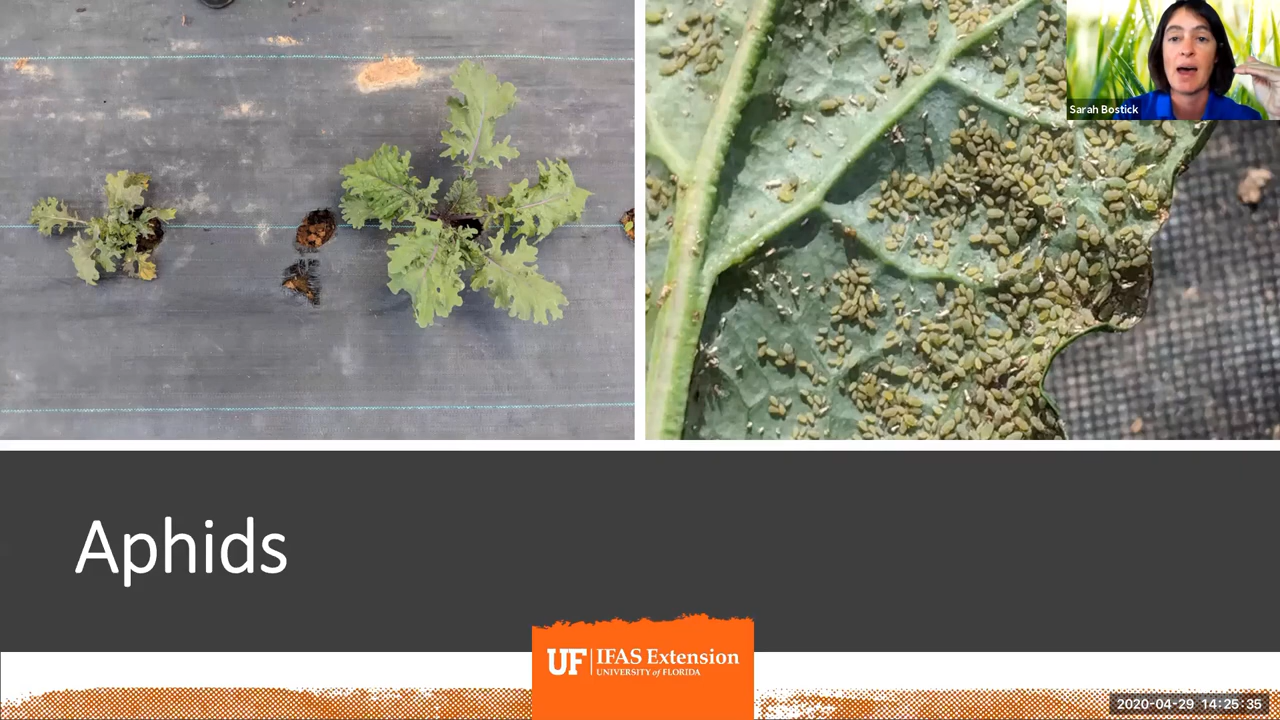 Sarah Bostick
Aphids
UF IFAS Extension
UNIVERSITY of FLORIDA
2020-04-29 14:25:35